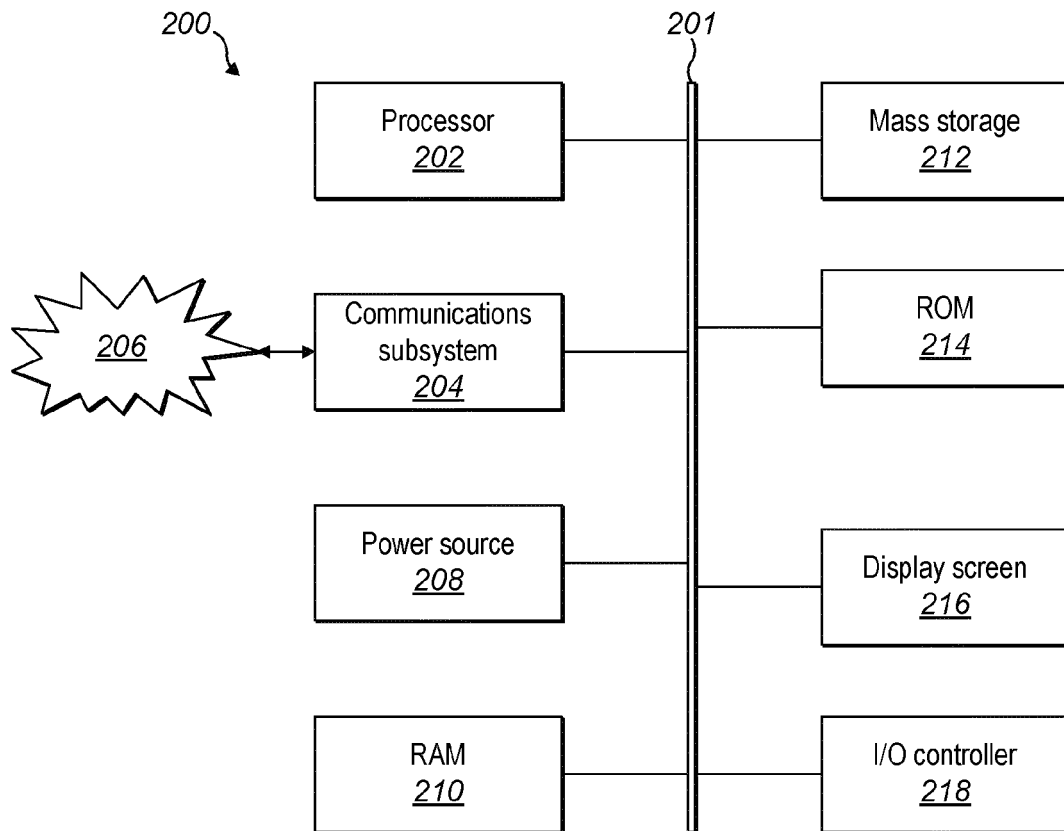 200
201
Processor
202
Mass storage
212
206
Communications
subsystem
204
ROM
214
Power source
208
Display screen
216
RAM
210
I/O controller
218